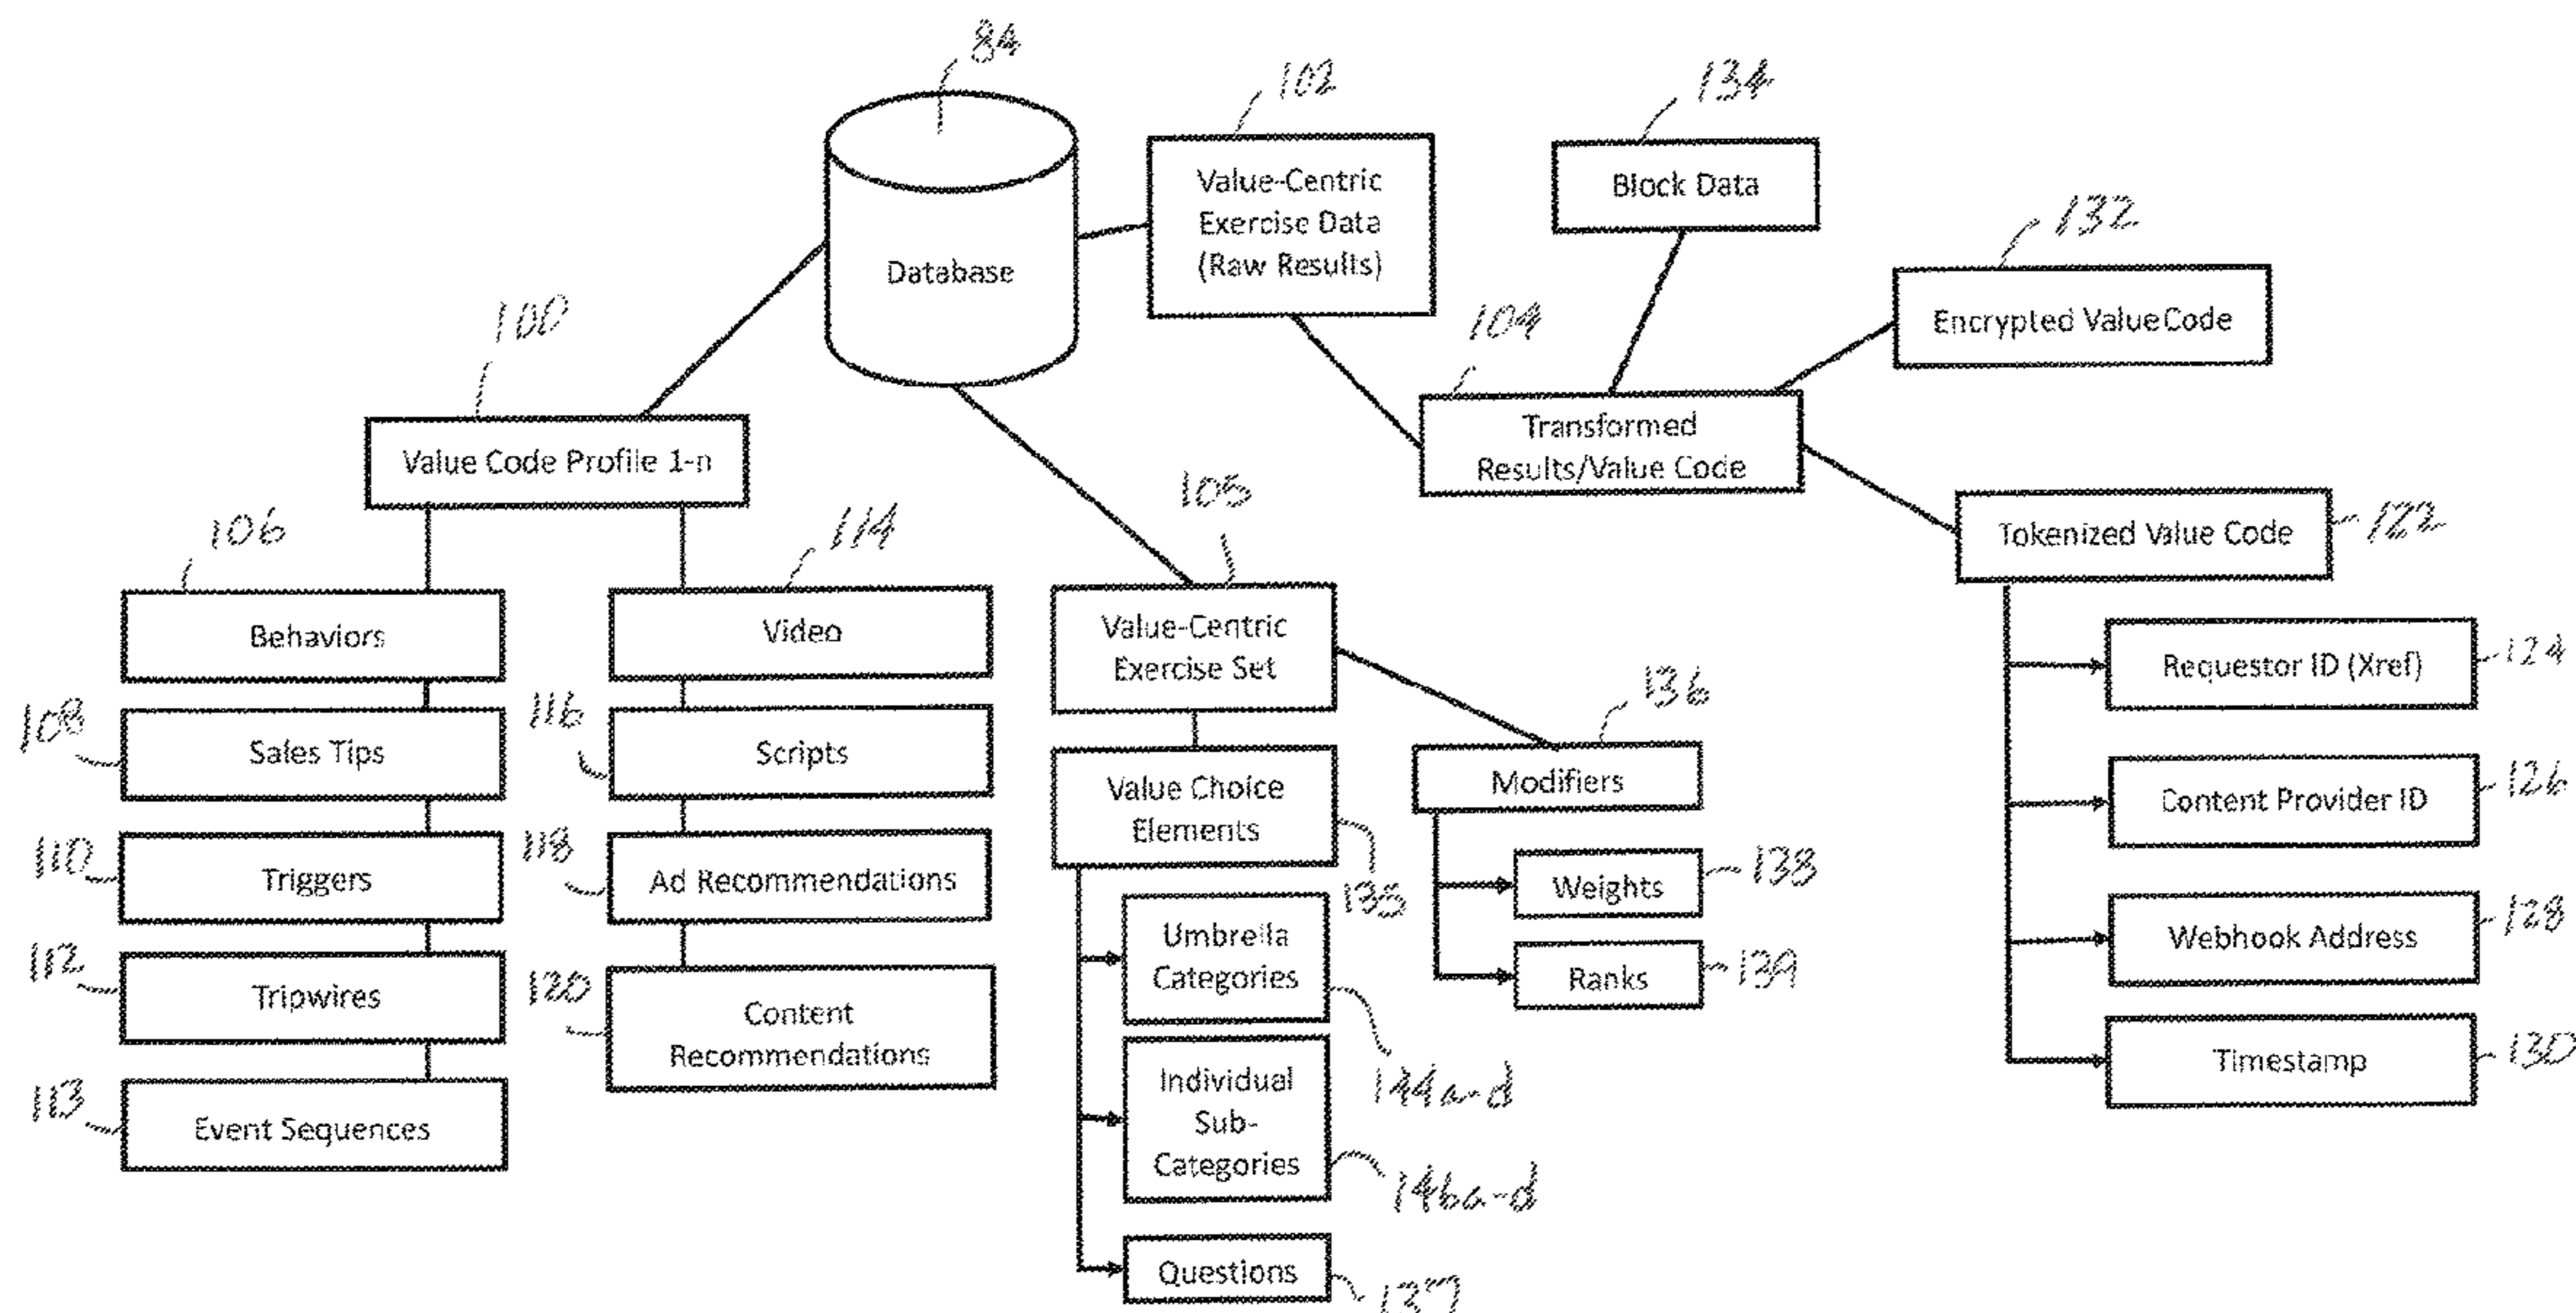 84
102
134
Value-Centric
Exercise Data
(Raw Results)
Block Data
132
Database
Encrypted ValueCode
100
104
Transformed
Results/Value Code
Value Code Profile 1-n
105
Tokenized Value Code
122
106
114
Behaviors
Video
Value-Centric
Exercise Set
Requestor ID (Xref)
124
108
Sales Tips
116
Scripts
136
Modifiers
Value Choice
Elements
135
Content Provider ID
126
110
Triggers
118
Ad Recommendations
Weights
138
Umbrella
Categories
144a-d
Webhook Address
128
112
Tripwires
120
Content
Recommendations
Ranks
139
Timestamp
130
113
Event Sequences
Individual
Sub-
Categories
146a-d
Questions
137